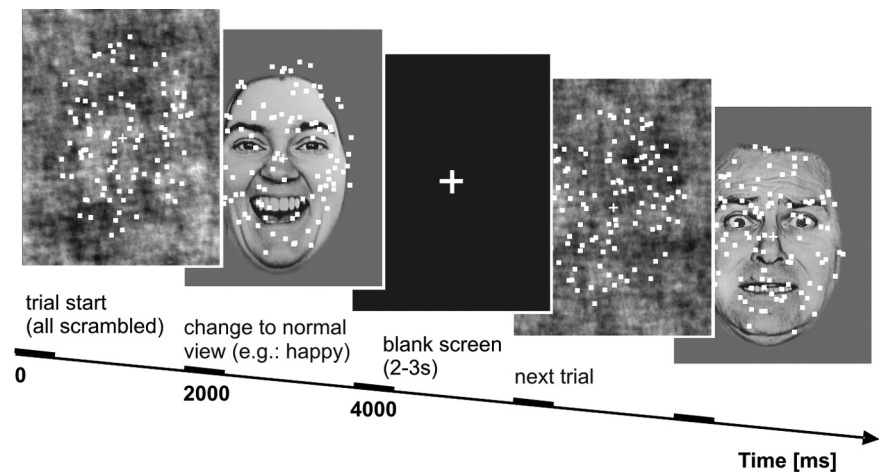 trial start
(all scrambled)
change to normal
view (e.g.: happy)
blank screen
(2-3s)
next trial
0
2000
4000
Time [ms]